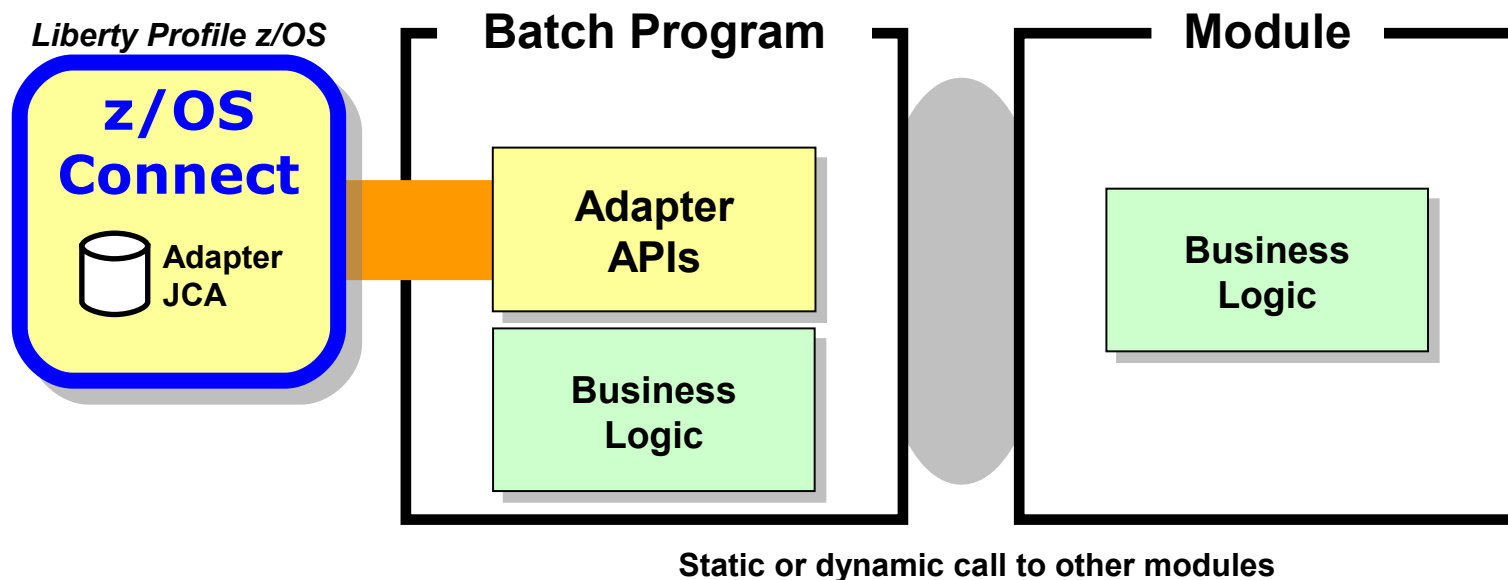 Liberty Profile z/OS
z/OS
Connect
Adapter
JCA
Batch Program
Adapter
APIs
Business
Logic
Module
Business
Logic
Static or dynamic call to other modules